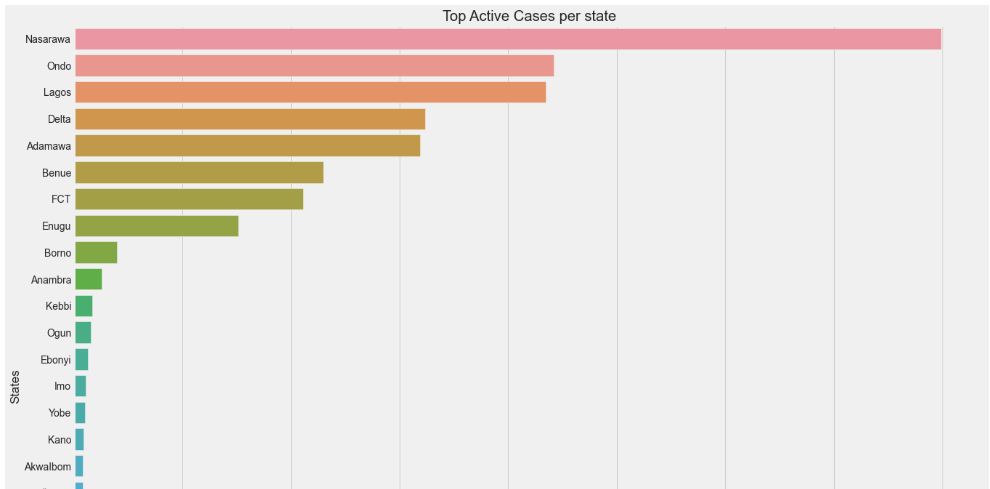 Top Active Cases per state
Nasarawa
Ondo
Lagos
Delta
Adamawa
Benue
FCT
Enugu
Borno
Anambra
Kebbi
Ogun
Ebonyi
Imo
Yobe
Kano
AkwaIbom
States